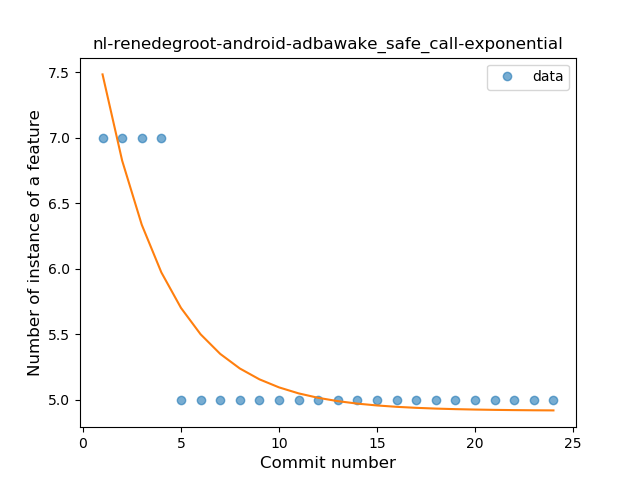 nl-renedegroot-android-adbawake_safe_call-exponential
data
Number of instance of a feature
7.5
7.0
6.5
6.0
5.5
5.0
0 5 10 15 20 25
Commit number